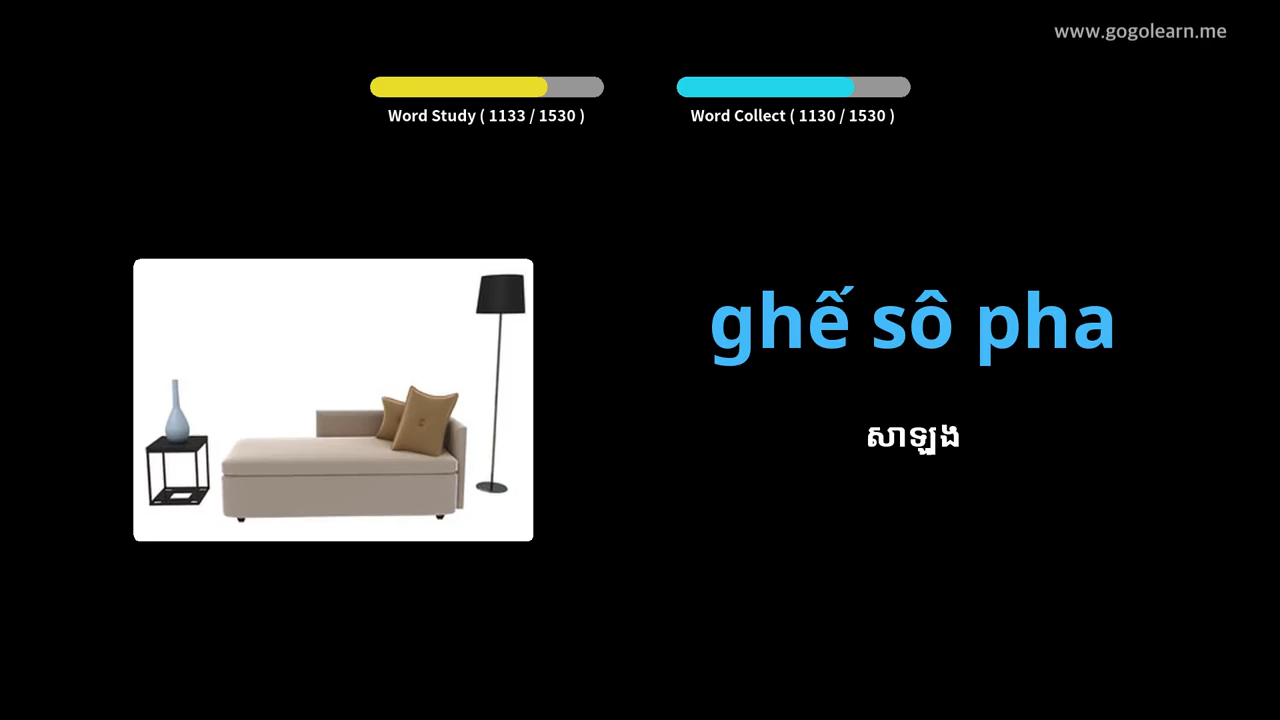 www.gogolearn.me
Word Study ( 1133 / 1530 )
Word Collect ( 1130 / 1530 )
ghế sô pha
សាឡុង